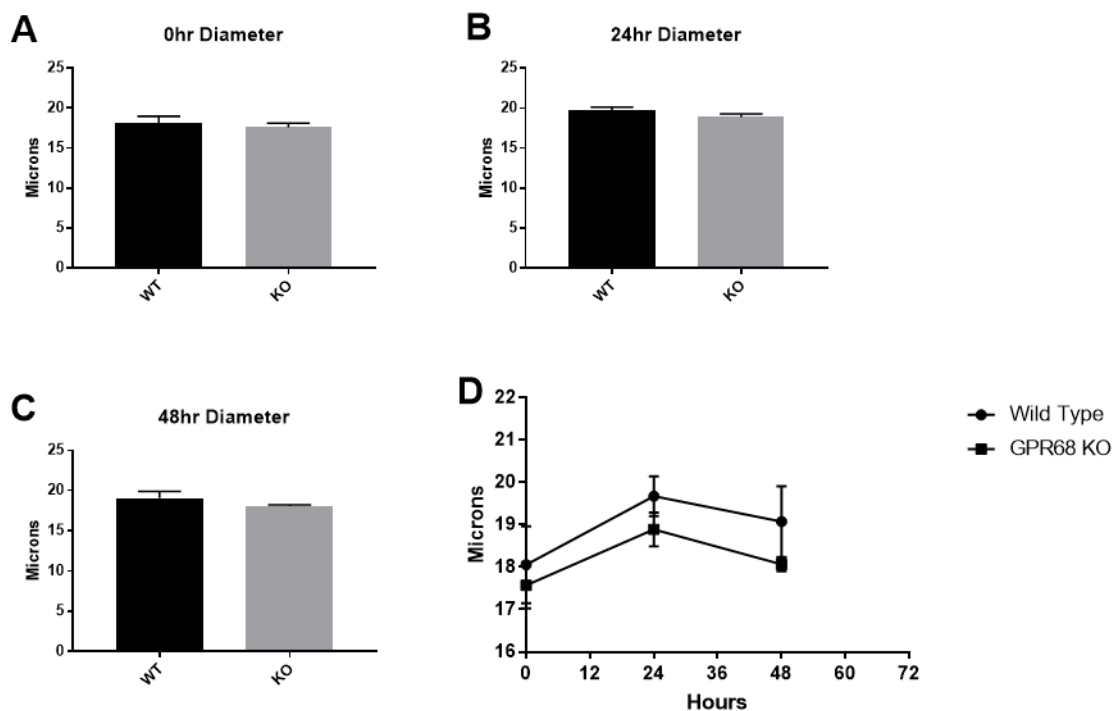 A
0hr Diameter
25
20
15
10
5
0
Microns
WT
KO
B
24hr Diameter
25
20
15
10
5
0
Microns
WT
KO
C
48hr Diameter
25
20
15
10
5
0
Microns
WT
KO
D
22
21
20
19
18
17
16
Microns
0 12 24 36 48 60 72
Hours
Wild Type
GPR68 KO